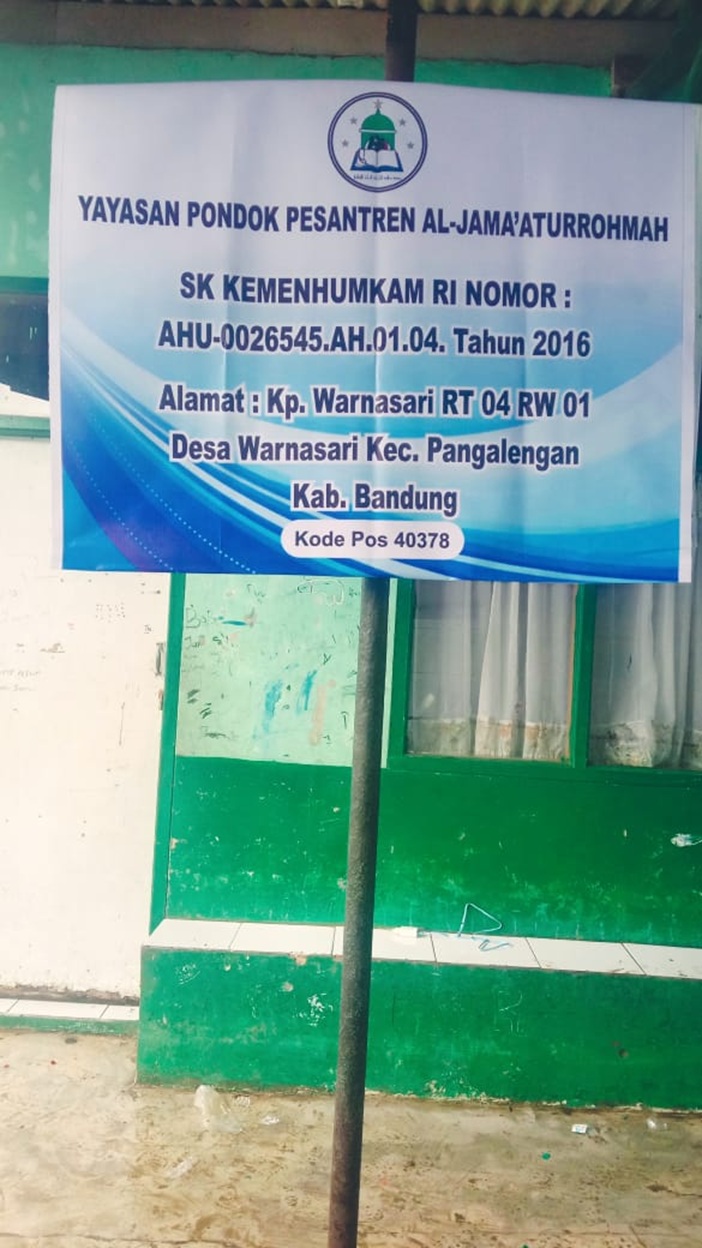 YAYASAN PONDOK PESANTREN AL-JAMA'ATURROHMAH
SK KEMENHUMKAM RI NOMOR :
AHU-0026545.AH.01.04. Tahun 2016
Alamat : Kp. Warnasari RT 04 RW 01
Desa Warnasari Kec. Pangalengan
Kab. Bandung
Kode Pos 40378